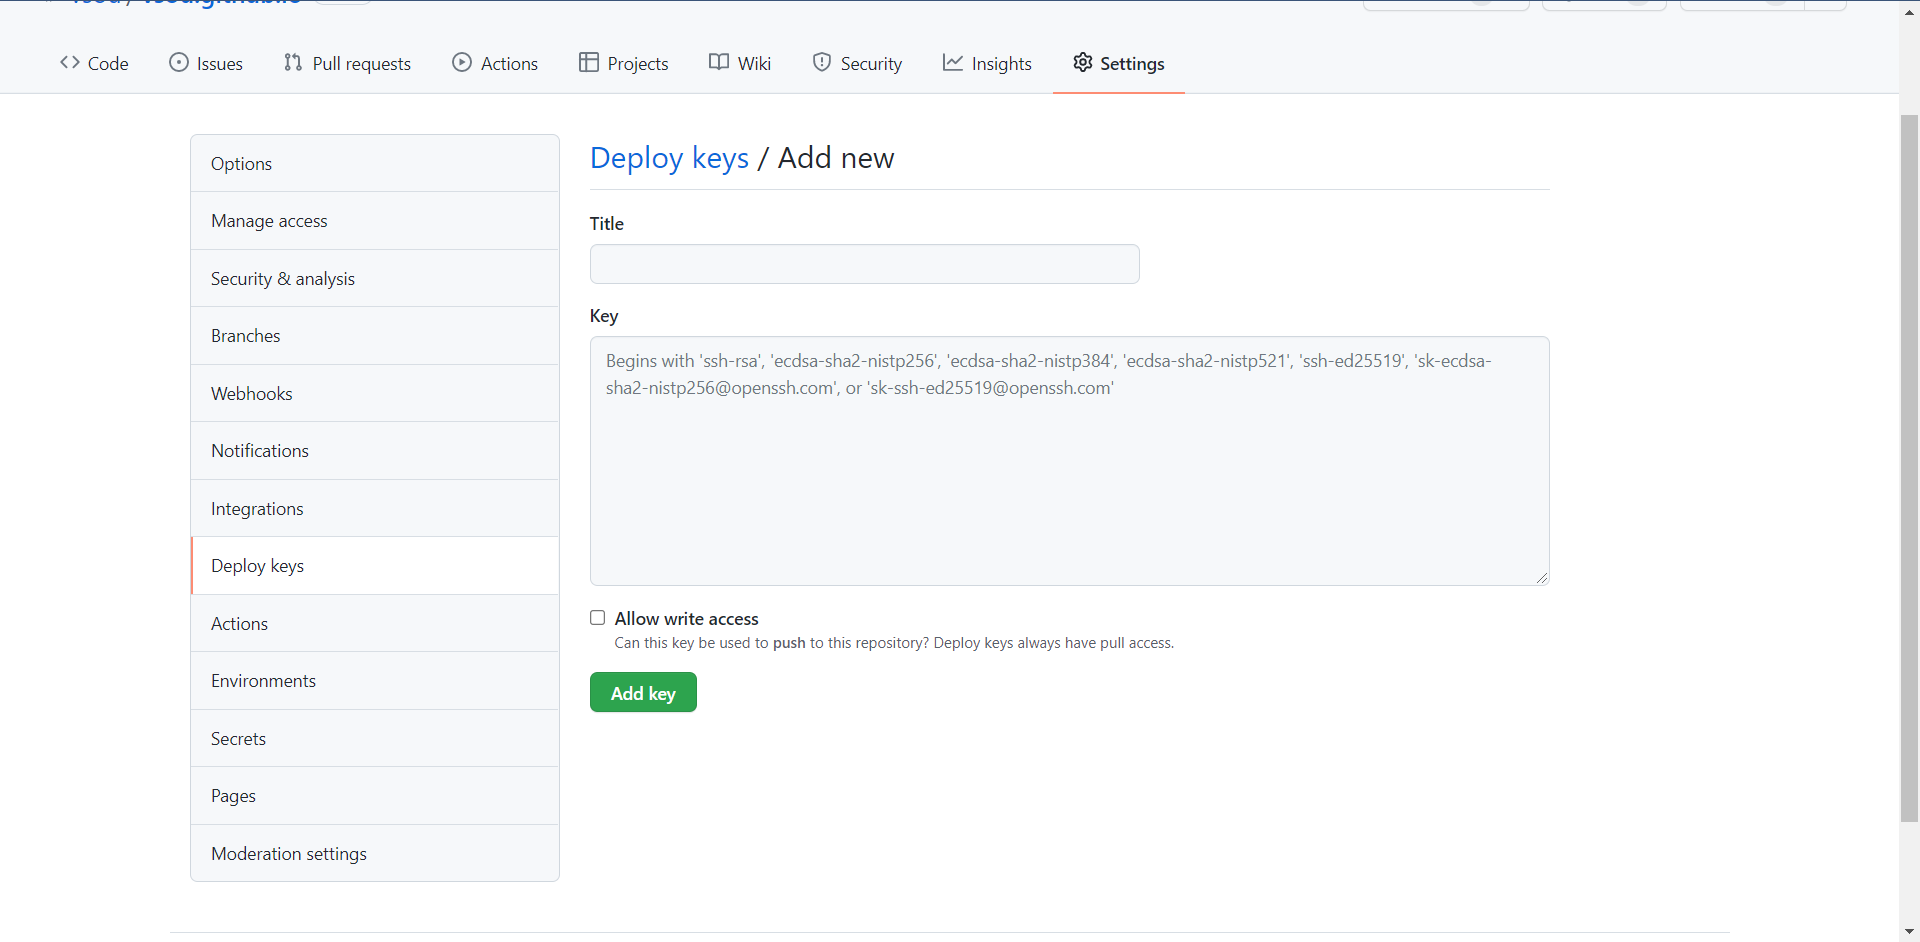 Code Issues Pull requests Actions Projects Wiki Security Insights Settings
Options
Manage access
Security & analysis
Branches
Webhooks
Notifications
Integrations
Deploy keys
Actions
Environments
Secrets
Pages
Moderation settings
Deploy keys / Add new
Title
Key
Begins with 'ssh-rsa', 'ecdsa-sha2-nistp256', 'ecdsa-sha2-nistp384', 'ecdsa-sha2-nistp521', 'ssh-ed25519', 'sk-ecdsa-
sha2-nistp256@openssh.com', or 'sk-ssh-ed25519@openssh.com'
Allow write access
Can this key be used to push to this repository? Deploy keys always have pull access.
Add key